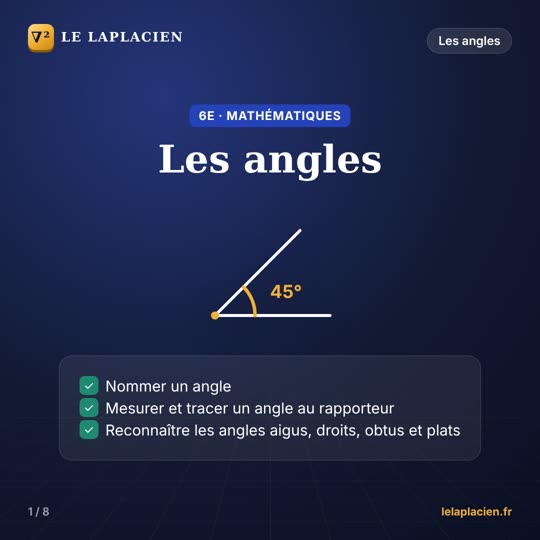 ∇² LE LAPLACIEN
Les angles
6E · MATHÉMATIQUES
Les angles
45°
Nommer un angle
Mesurer et tracer un angle au rapporteur
Reconnaître les angles aigus, droits, obtus et plats
1 / 8
lelaplacien.fr